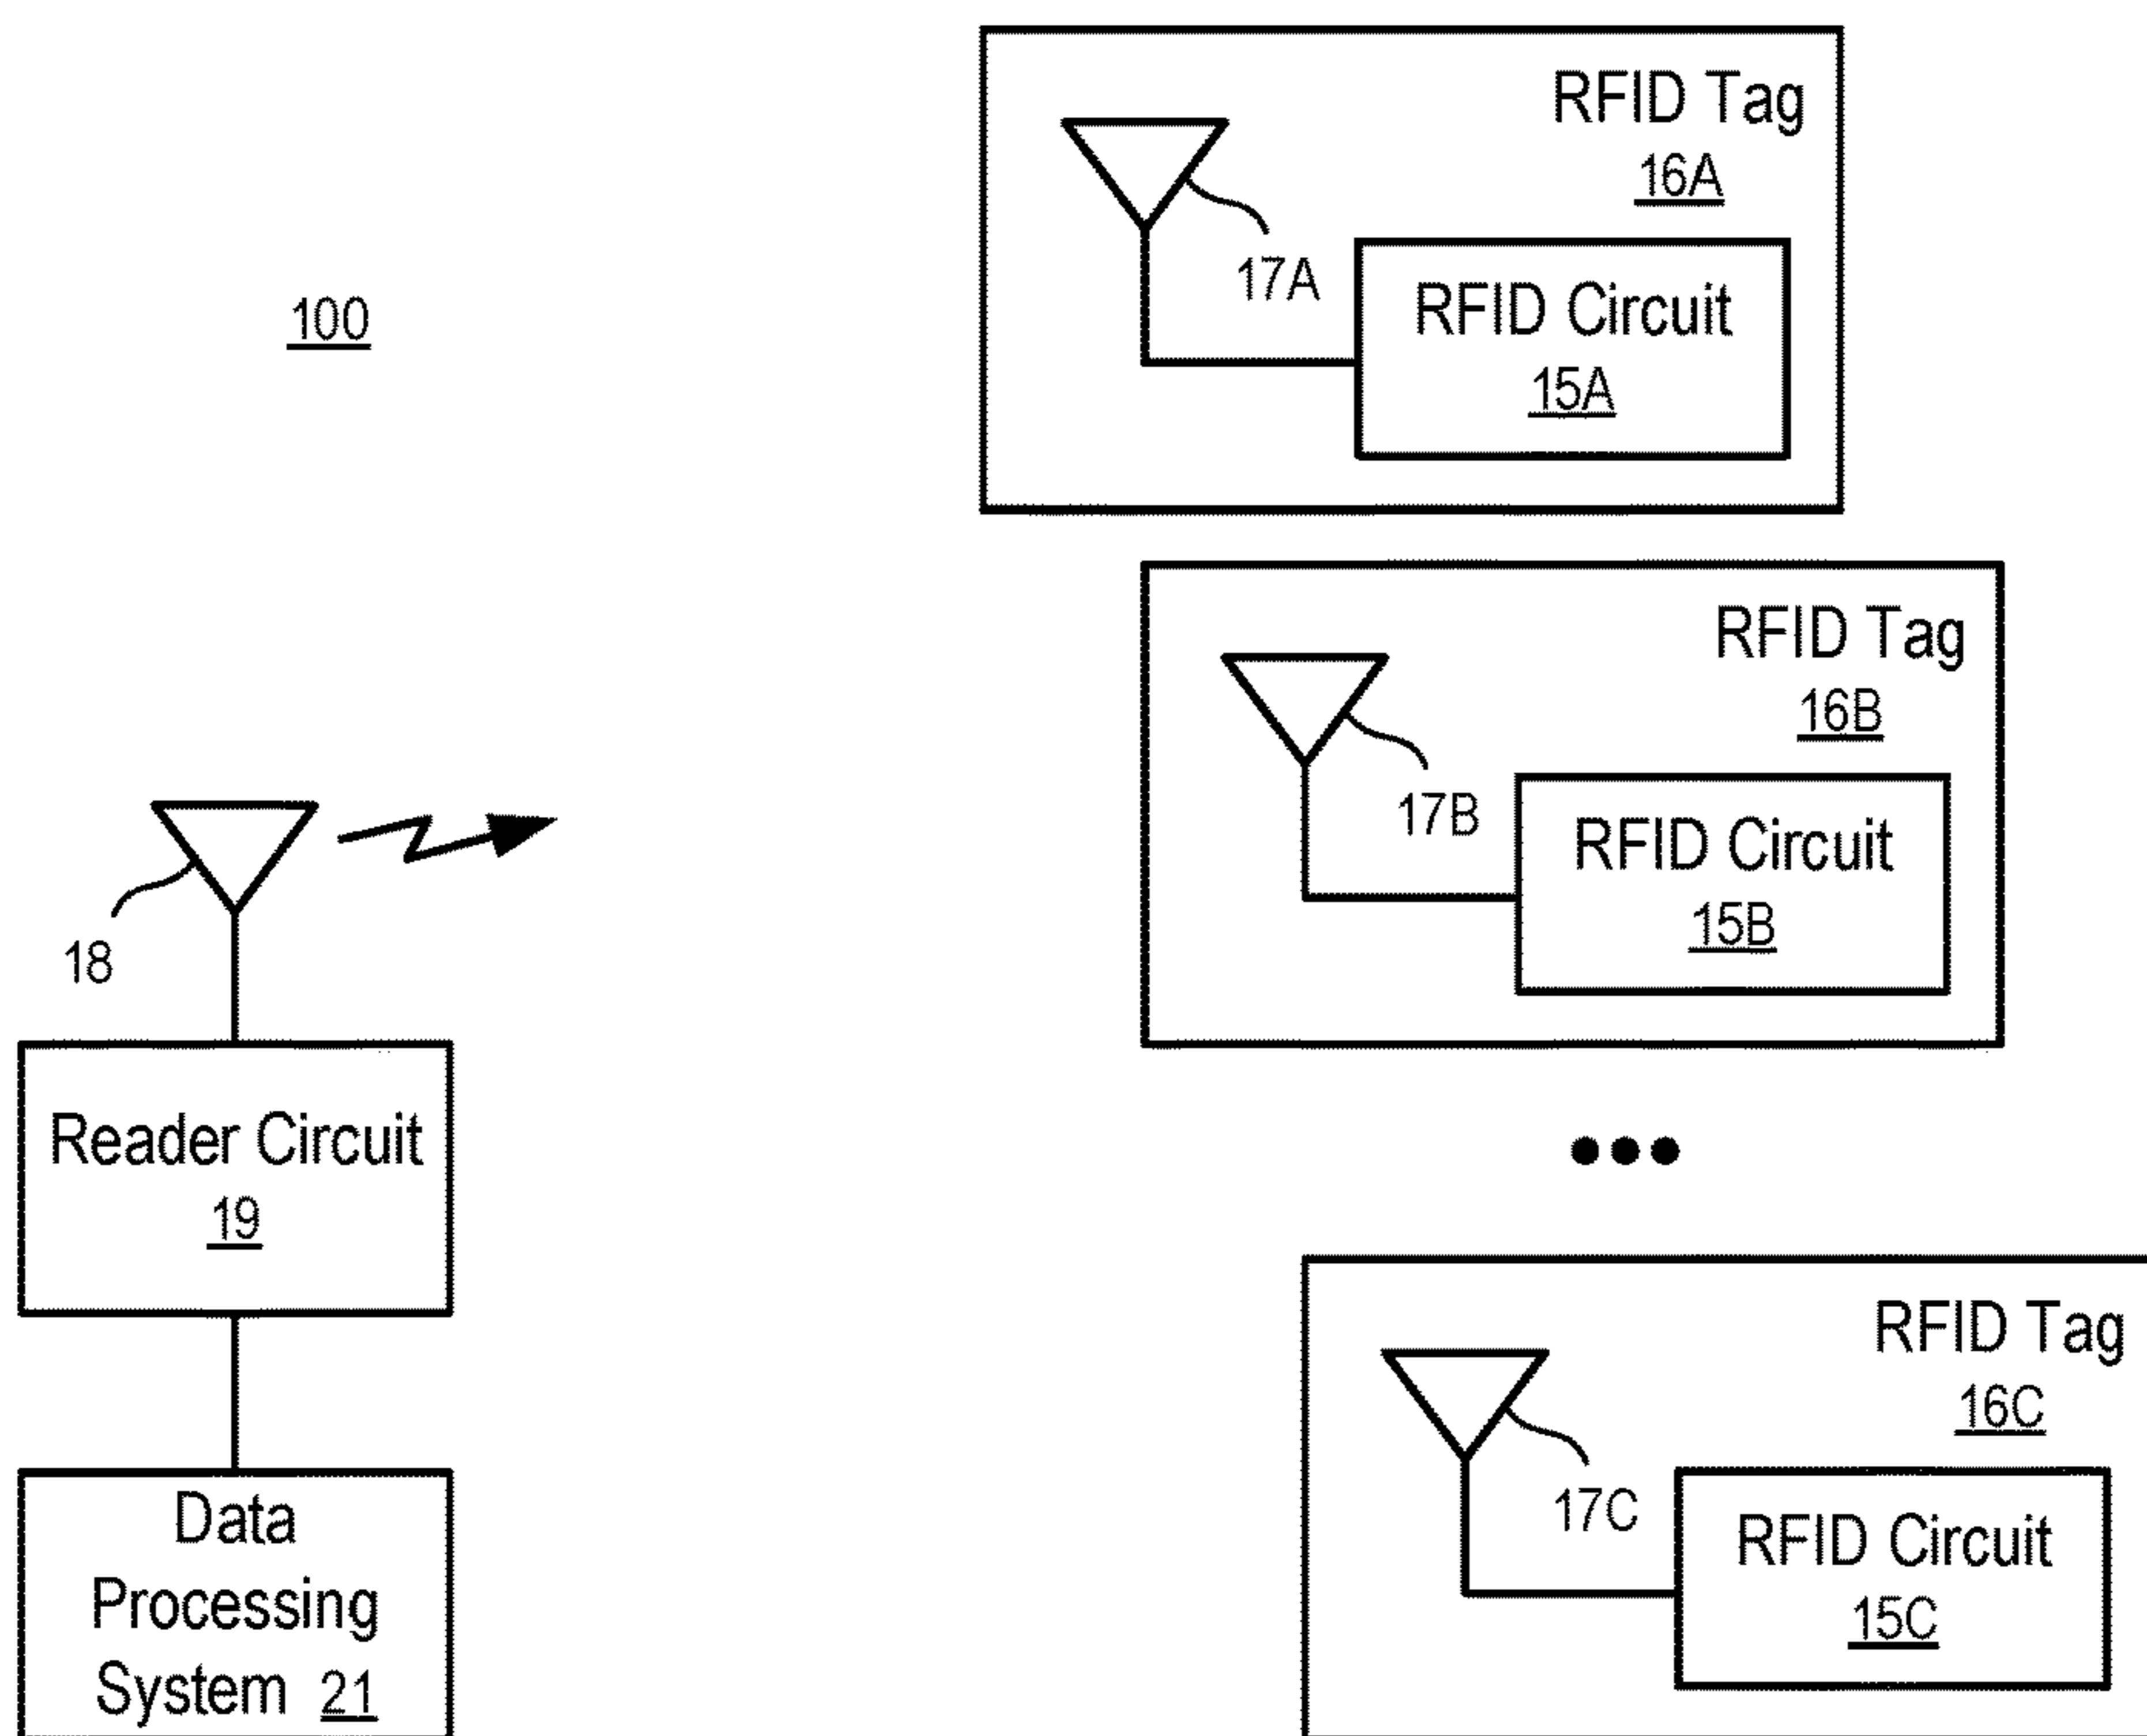 100
RFID Tag
16A
17A
RFID Circuit
15A
RFID Tag
16B
17B
RFID Circuit
15B
18
Reader Circuit
19
Data
Processing
System 21
RFID Tag
16C
17C
RFID Circuit
15C